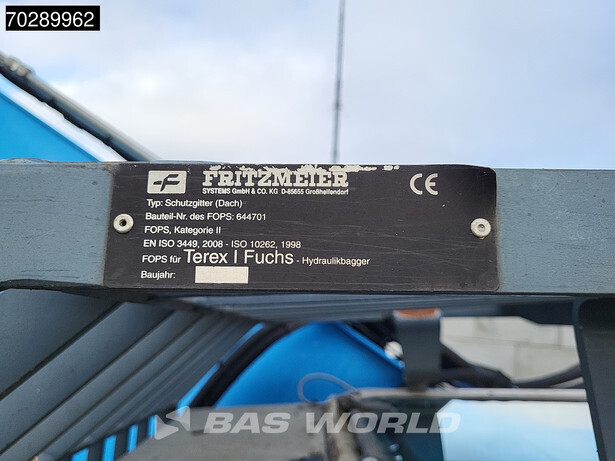 70289962
FRITZMEIER
SYSTEMS GmbH & CO. KG D-85655 Großhelfendorf
CE
Typ: Schutzgitter (Dach)
Bauteil-Nr. des FOPS: 644701
FOPS, Kategorie II
EN ISO 3449, 2008 - ISO 10262, 1998
FOPS für Terex | Fuchs - Hydraulikbagger
Baujahr:
BAS WORLD